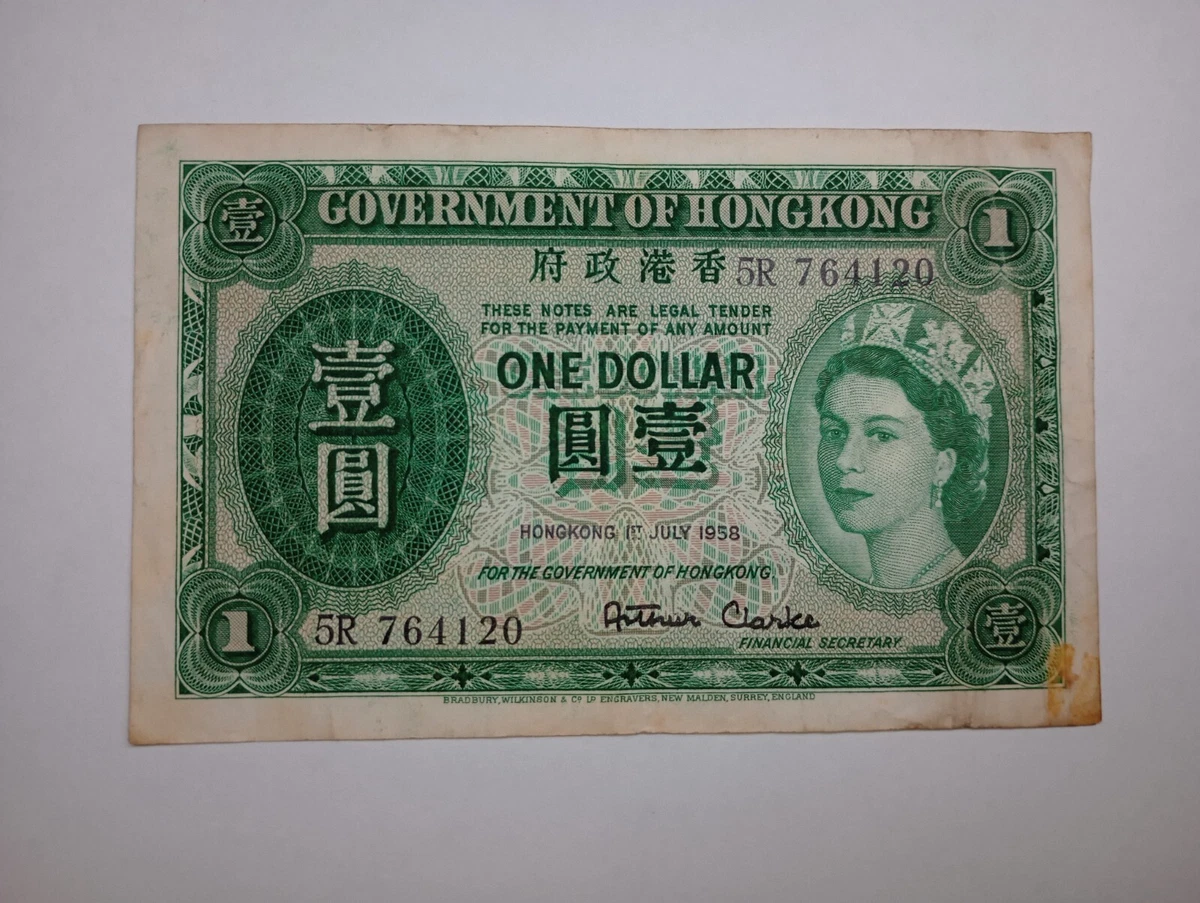 壹 GOVERNMENT OF HONGKONG 1
府政港香 5R 764120
THESE NOTES ARE LEGAL TENDER
FOR THE PAYMENT OF ANY AMOUNT
ONE DOLLAR
圓壹
壹
圓
HONGKONG 1ST JULY 1958
FOR THE GOVERNMENT OF HONGKONG
Arthur Clarke
FINANCIAL SECRETARY
1 5R 764120 壹
BRADBURY, WILKINSON & Co. LD ENGRAVERS, NEW MALDEN, SURREY, ENGLAND